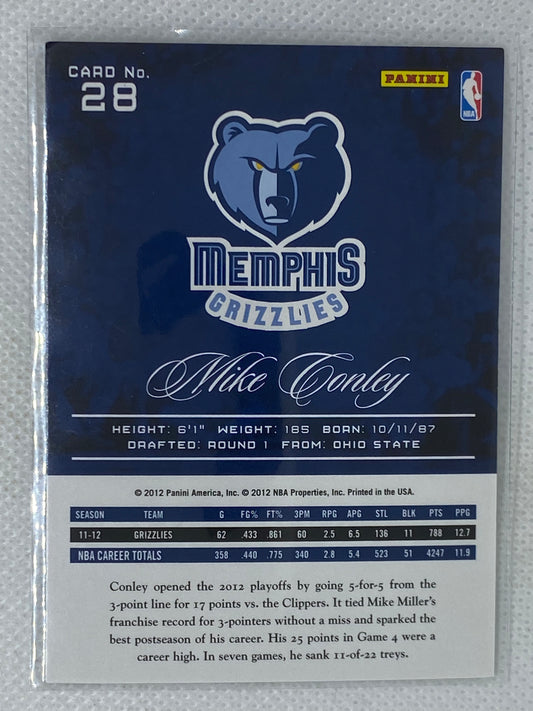 CARD No.
28
PANINI
NBA
MEMPHIS
GRIZZLIES
Mike Conley
HEIGHT: 6'1" WEIGHT: 185 BORN: 10/11/87
DRAFTED: ROUND 1 FROM: OHIO STATE
© 2012 Panini America, Inc. © 2012 NBA Properties, Inc. Printed in the USA.
SEASON TEAM G FG% FT% 3PM RPG APG STL BLK PTS PPG
11-12 GRIZZLIES 62 .433 .861 60 2.5 6.5 136 11 788 12.7
NBA CAREER TOTALS 358 .440 .775 340 2.8 5.4 523 51 4247 11.9
Conley opened the 2012 playoffs by going 5-for-5 from the
3-point line for 17 points vs. the Clippers. It tied Mike Miller's
franchise record for 3-pointers without a miss and sparked the
best postseason of his career. His 25 points in Game 4 were a
career high. In seven games, he sank 11-of-22 treys.